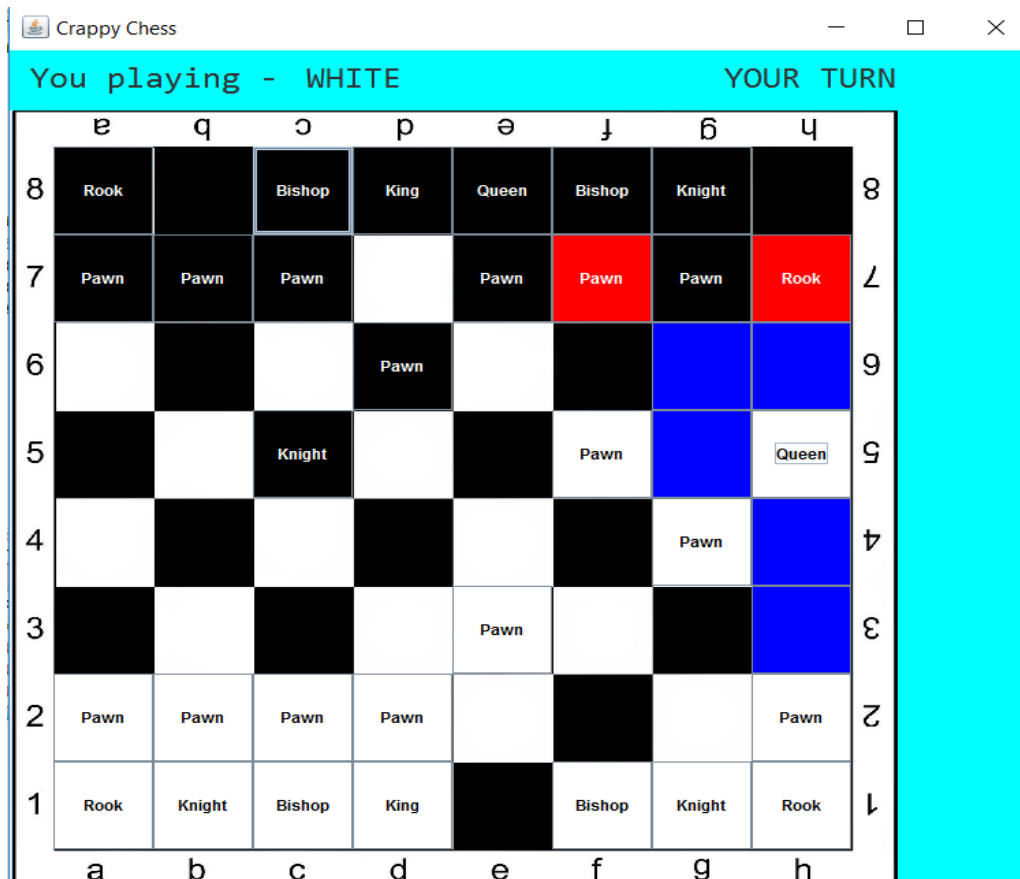 Crappy Chess
You playing - WHITE YOUR TURN
a b c d e f g h
8 Rook Bishop King Queen Bishop Knight 8
7 Pawn Pawn Pawn Pawn Pawn Pawn Rook 7
6 Pawn 6
5 Knight Pawn Queen 5
4 Pawn 4
3 Pawn 3
2 Pawn Pawn Pawn Pawn Pawn 2
1 Rook Knight Bishop King Bishop Knight Rook 1
a b c d e f g h